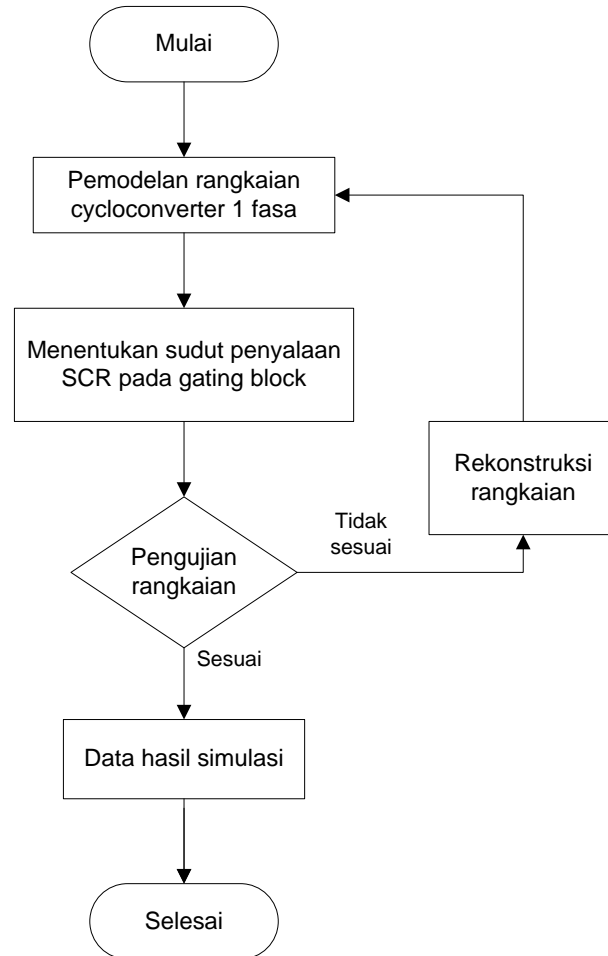 Mulai
Pemodelan rangkaian
cycloconverter 1 fasa
Menentukan sudut penyalaan
SCR pada gating block
Rekonstruksi
rangkaian
Tidak
sesuai
Pengujian
rangkaian
Sesuai
Data hasil simulasi
Selesai